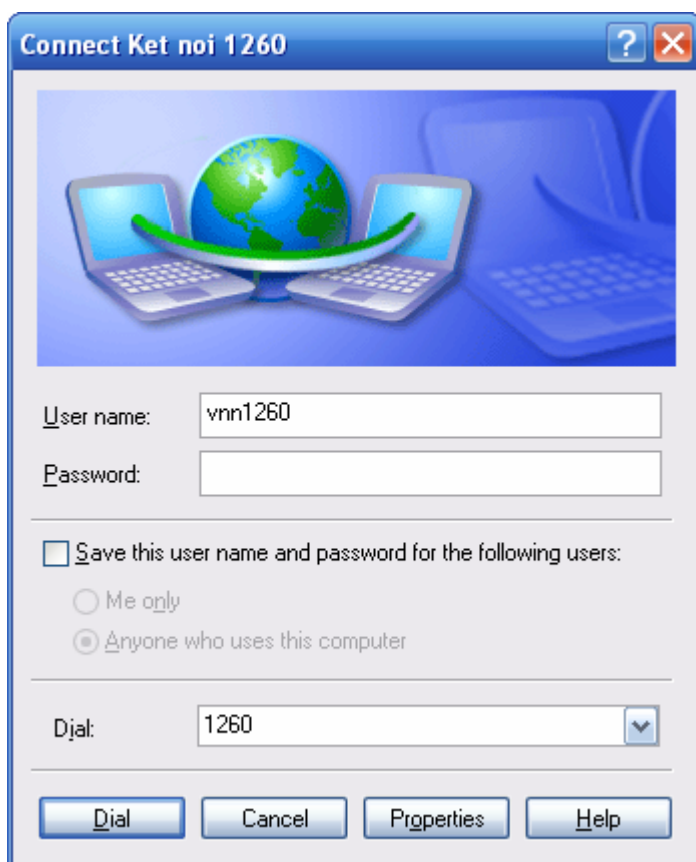 Connect Ket noi 1260
User name: vnn1260
Password:
Save this user name and password for the following users:
Me only
Anyone who uses this computer
Dial: 1260
Dial Cancel Properties Help